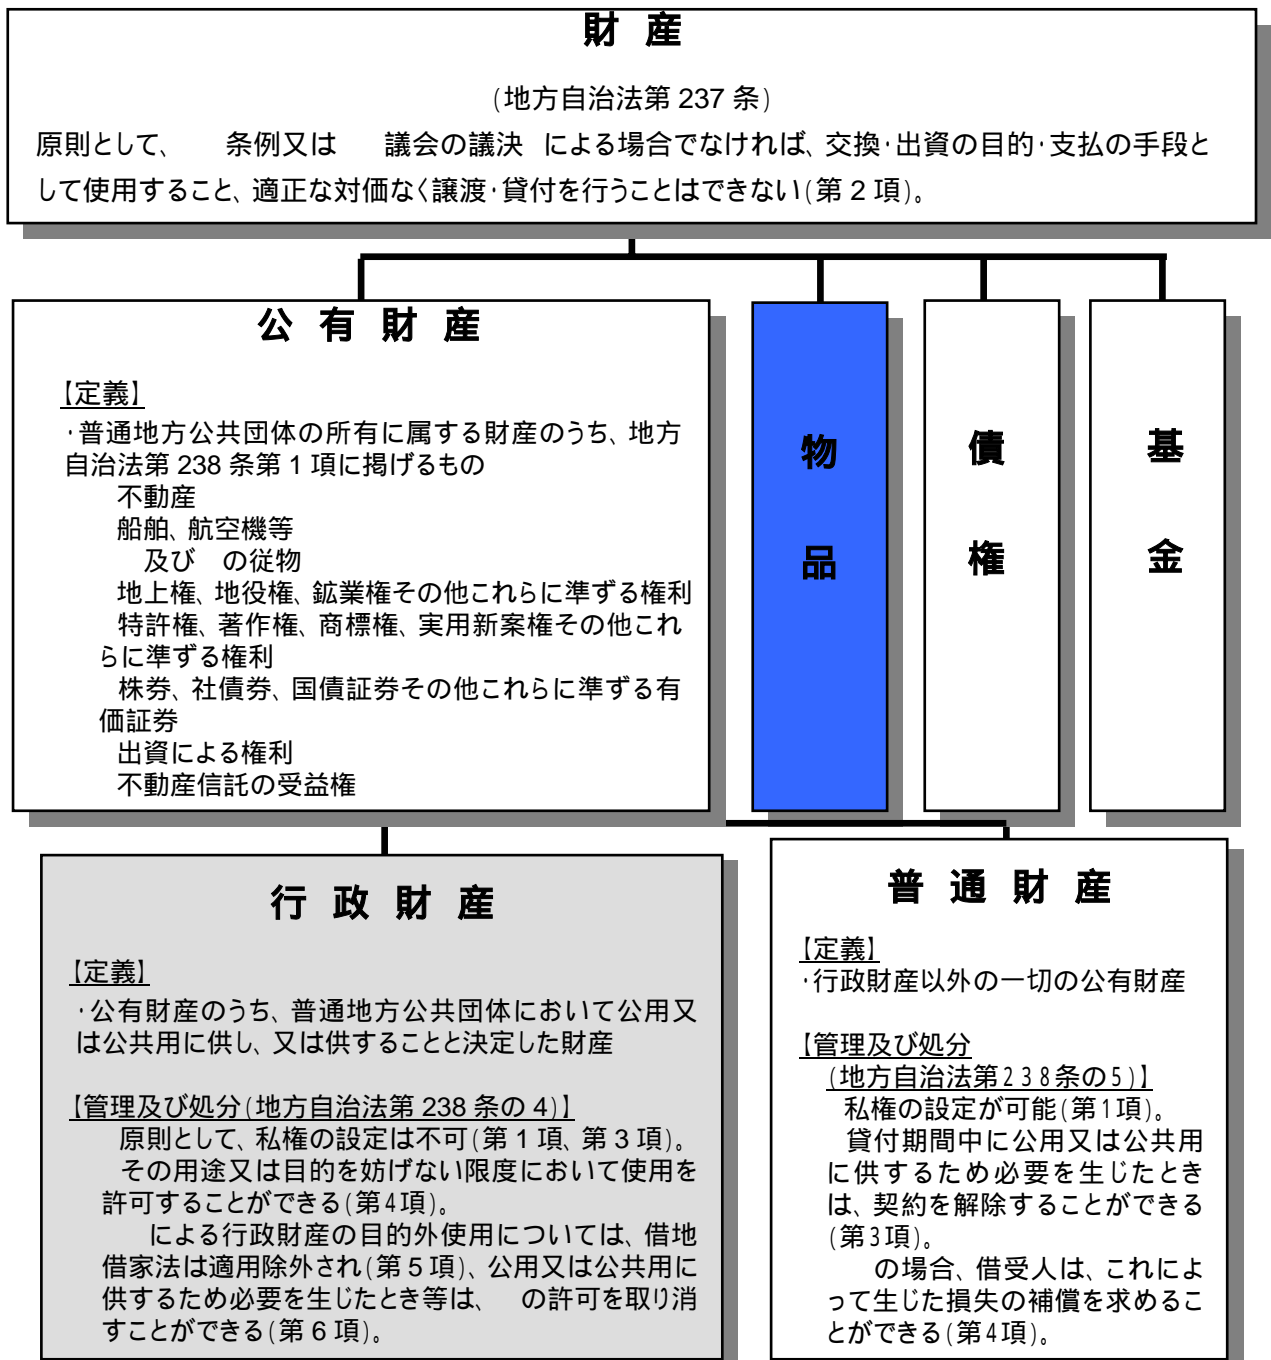 財 産
(地方自治法第 237 条)
原則として、 条例又は 議会の議決 による場合でなければ、交換・出資の目的・支払の手段と
して使用すること、適正な対価なく譲渡・貸付を行うことはできない(第 2 項)。
公 有 財 産
【定義】
・普通地方公共団体の所有に属する財産のうち、地方
自治法第 238 条第 1 項に掲げるもの
不動産
船舶、航空機等
及び の従物
地上権、地役権、鉱業権その他これらに準ずる権利
特許権、著作権、商標権、実用新案権その他これ
らに準ずる権利
株券、社債券、国債証券その他これらに準ずる有
価証券
出資による権利
不動産信託の受益権
物品
債権
基金
行 政 財 産
【定義】
・公有財産のうち、普通地方公共団体において公用又
は公共用に供し、又は供することと決定した財産
【管理及び処分(地方自治法第 238 条の 4)】
原則として、私権の設定は不可(第 1 項、第 3 項)。
その用途又は目的を妨げない限度において使用を
許可することができる(第4項)。
による行政財産の目的外使用については、借地
借家法は適用除外され(第 5 項)、公用又は公共用に
供するため必要を生じたとき等は、 の許可を取り消
すことができる(第 6 項)。
普 通 財 産
【定義】
・行政財産以外の一切の公有財産
【管理及び処分
(地方自治法第238条の5)】
私権の設定が可能(第1項)。
貸付期間中に公用又は公共用
に供するため必要を生じたとき
は、契約を解除することができる
(第3項)。
の場合、借受人は、これによ
って生じた損失の補償を求めるこ
とができる(第4項)。